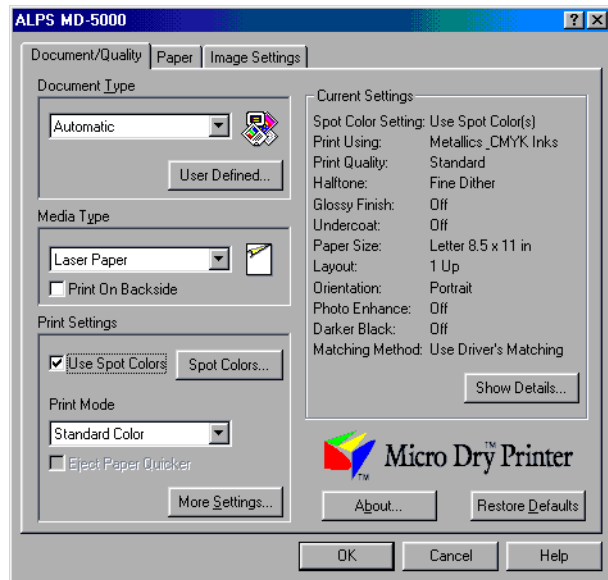 ALPS MD-5000
Document/Quality
Paper
Image Settings
Document Type
Automatic
User Defined...
Media Type
Laser Paper
Print On Backside
Print Settings
Use Spot Colors
Spot Colors...
Print Mode
Standard Color
Eject Paper Quicker
More Settings...
Current Settings
Spot Color Setting: Use Spot Color(s)
Print Using: Metallics _CMYK Inks
Print Quality: Standard
Halftone: Fine Dither
Glossy Finish: Off
Undercoat: Off
Paper Size: Letter 8.5 x 11 in
Layout: 1 Up
Orientation: Portrait
Photo Enhance: Off
Darker Black: Off
Matching Method: Use Driver's Matching
Show Details...
TM
Micro Dry™ Printer
About...
Restore Defaults
OK
Cancel
Help